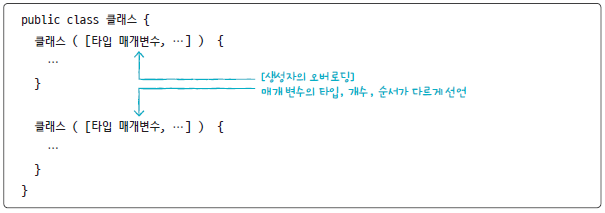 public class 클래스 {
클래스 ( [타입 매개변수, …] ) {
…
}
[생성자의 오버로딩]
매개변수의 타입, 개수, 순서가 다르게 선언
클래스 ( [타입 매개변수, …] ) {
…
}
}